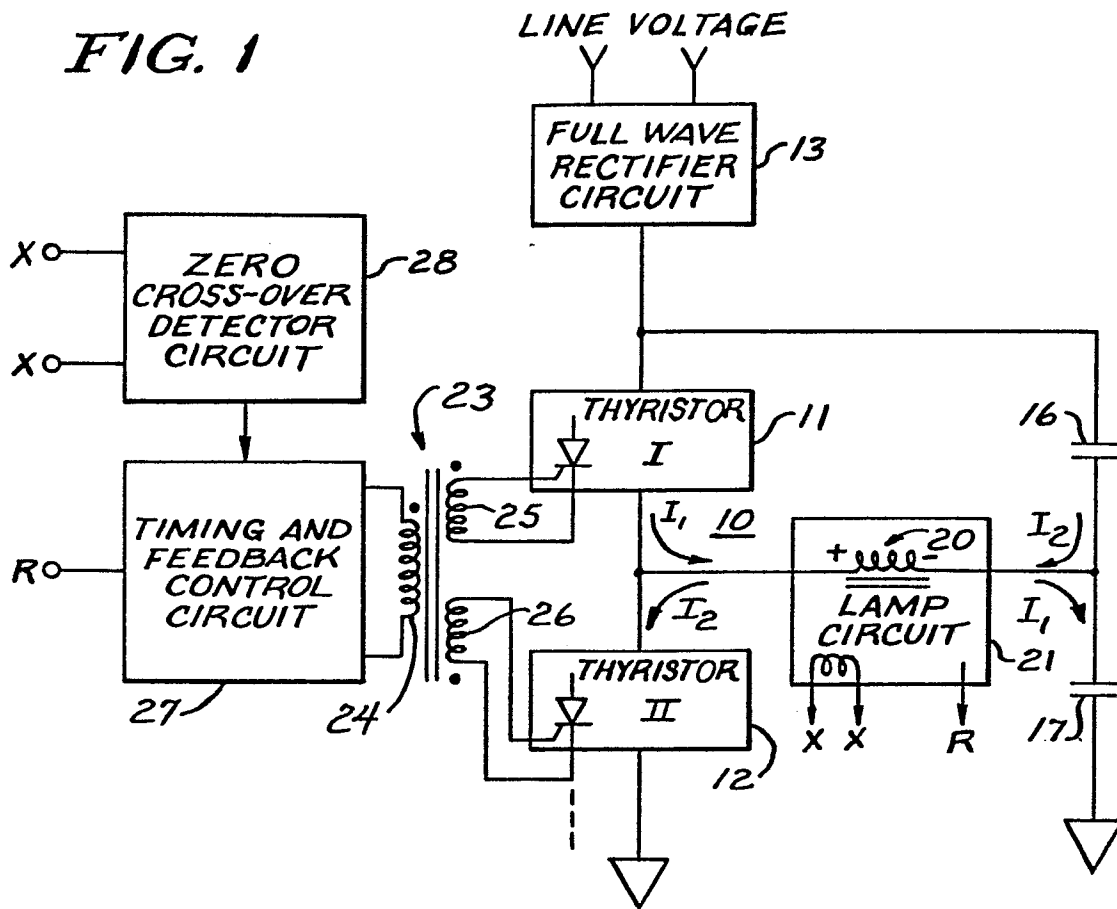 FIG. 1
LINE VOLTAGE
FULL WAVE
RECTIFIER
CIRCUIT
13
X
X
ZERO
CROSS-OVER
DETECTOR
CIRCUIT
28
23
THYRISTOR
I
11
16
R
TIMING AND
FEEDBACK
CONTROL
CIRCUIT
27
24
25
26
I1
10
I2
+
20
-
LAMP
CIRCUIT
21
I2
I1
X X
R
17
THYRISTOR
II
12